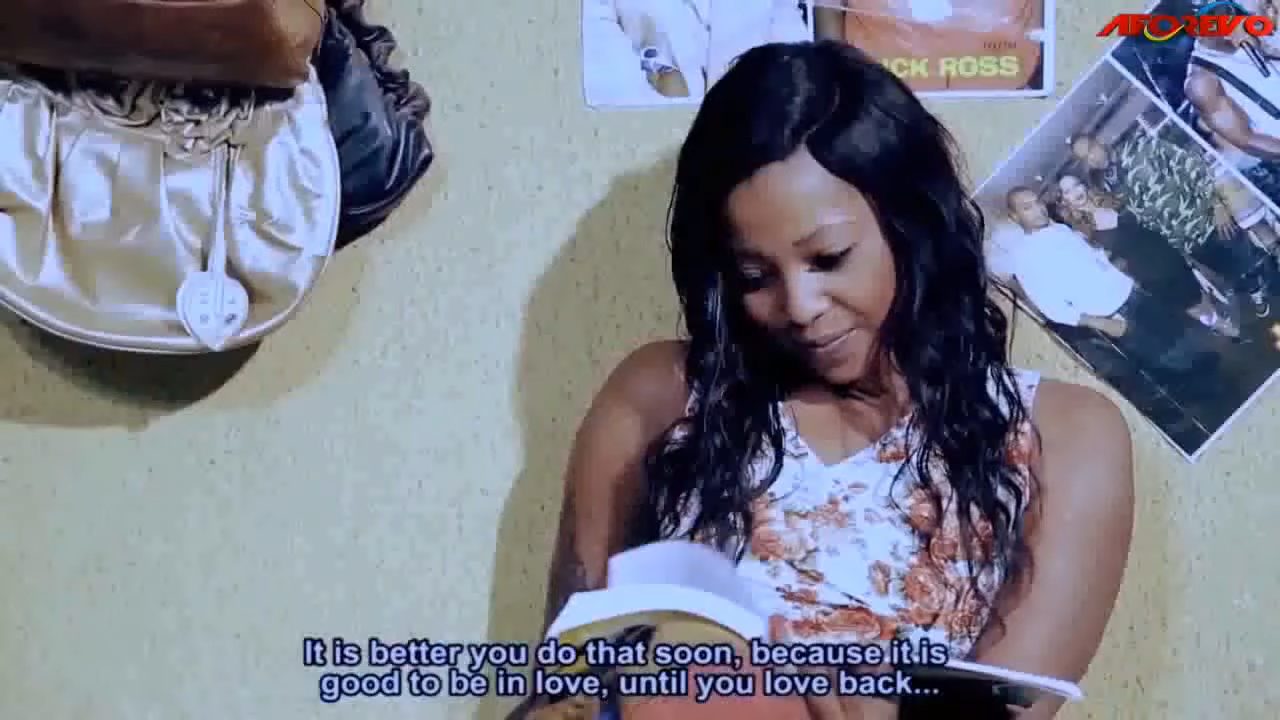 AFOREVO
CK ROSS
It is better you do that soon, because it is
good to be in love, until you love back...